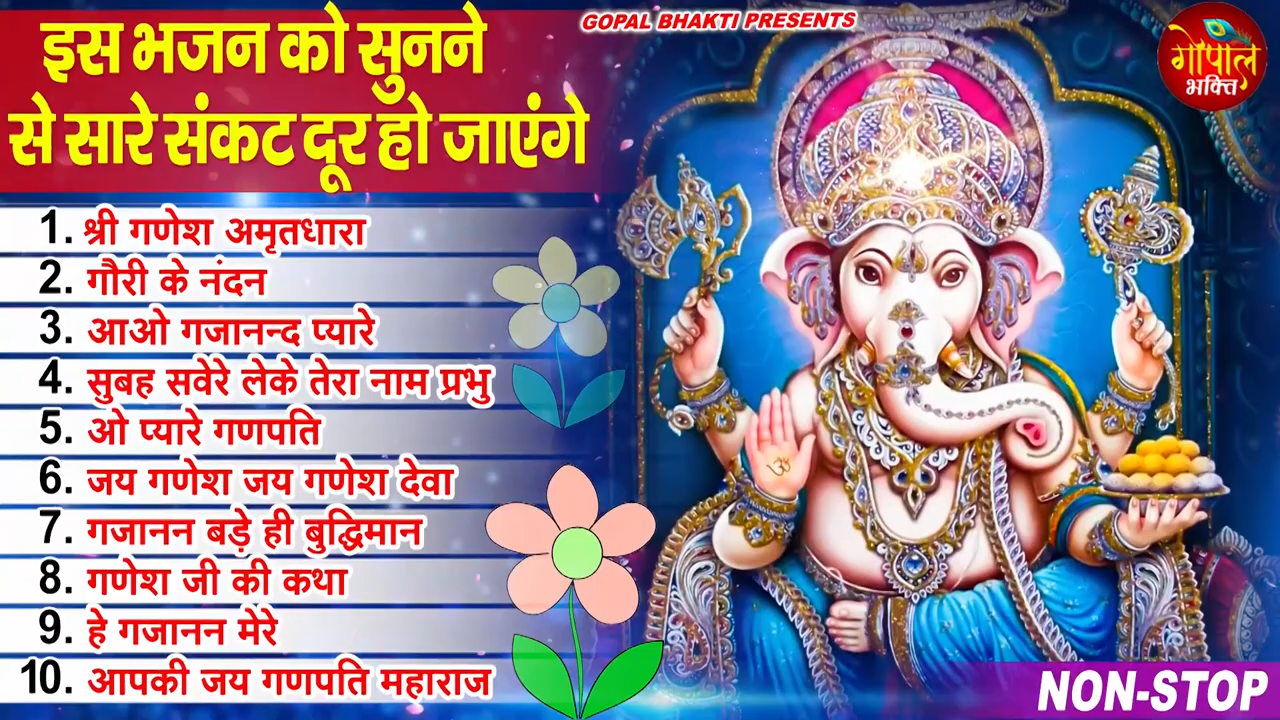 इस भजन को सुनने
से सारे संकट दूर हो जाएंगे
GOPAL BHAKTI PRESENTS
गोपाल
भक्ति
1. श्री गणेश अमृतधारा
2. गौरी के नंदन
3. आओ गजानन्द प्यारे
4. सुबह सवेरे लेके तेरा नाम प्रभु
5. ओ प्यारे गणपति
6. जय गणेश जय गणेश देवा
7. गजानन बड़े ही बुद्धिमान
8. गणेश जी की कथा
9. हे गजानन मेरे
10. आपकी जय गणपति महाराज
ॐ
NON-STOP